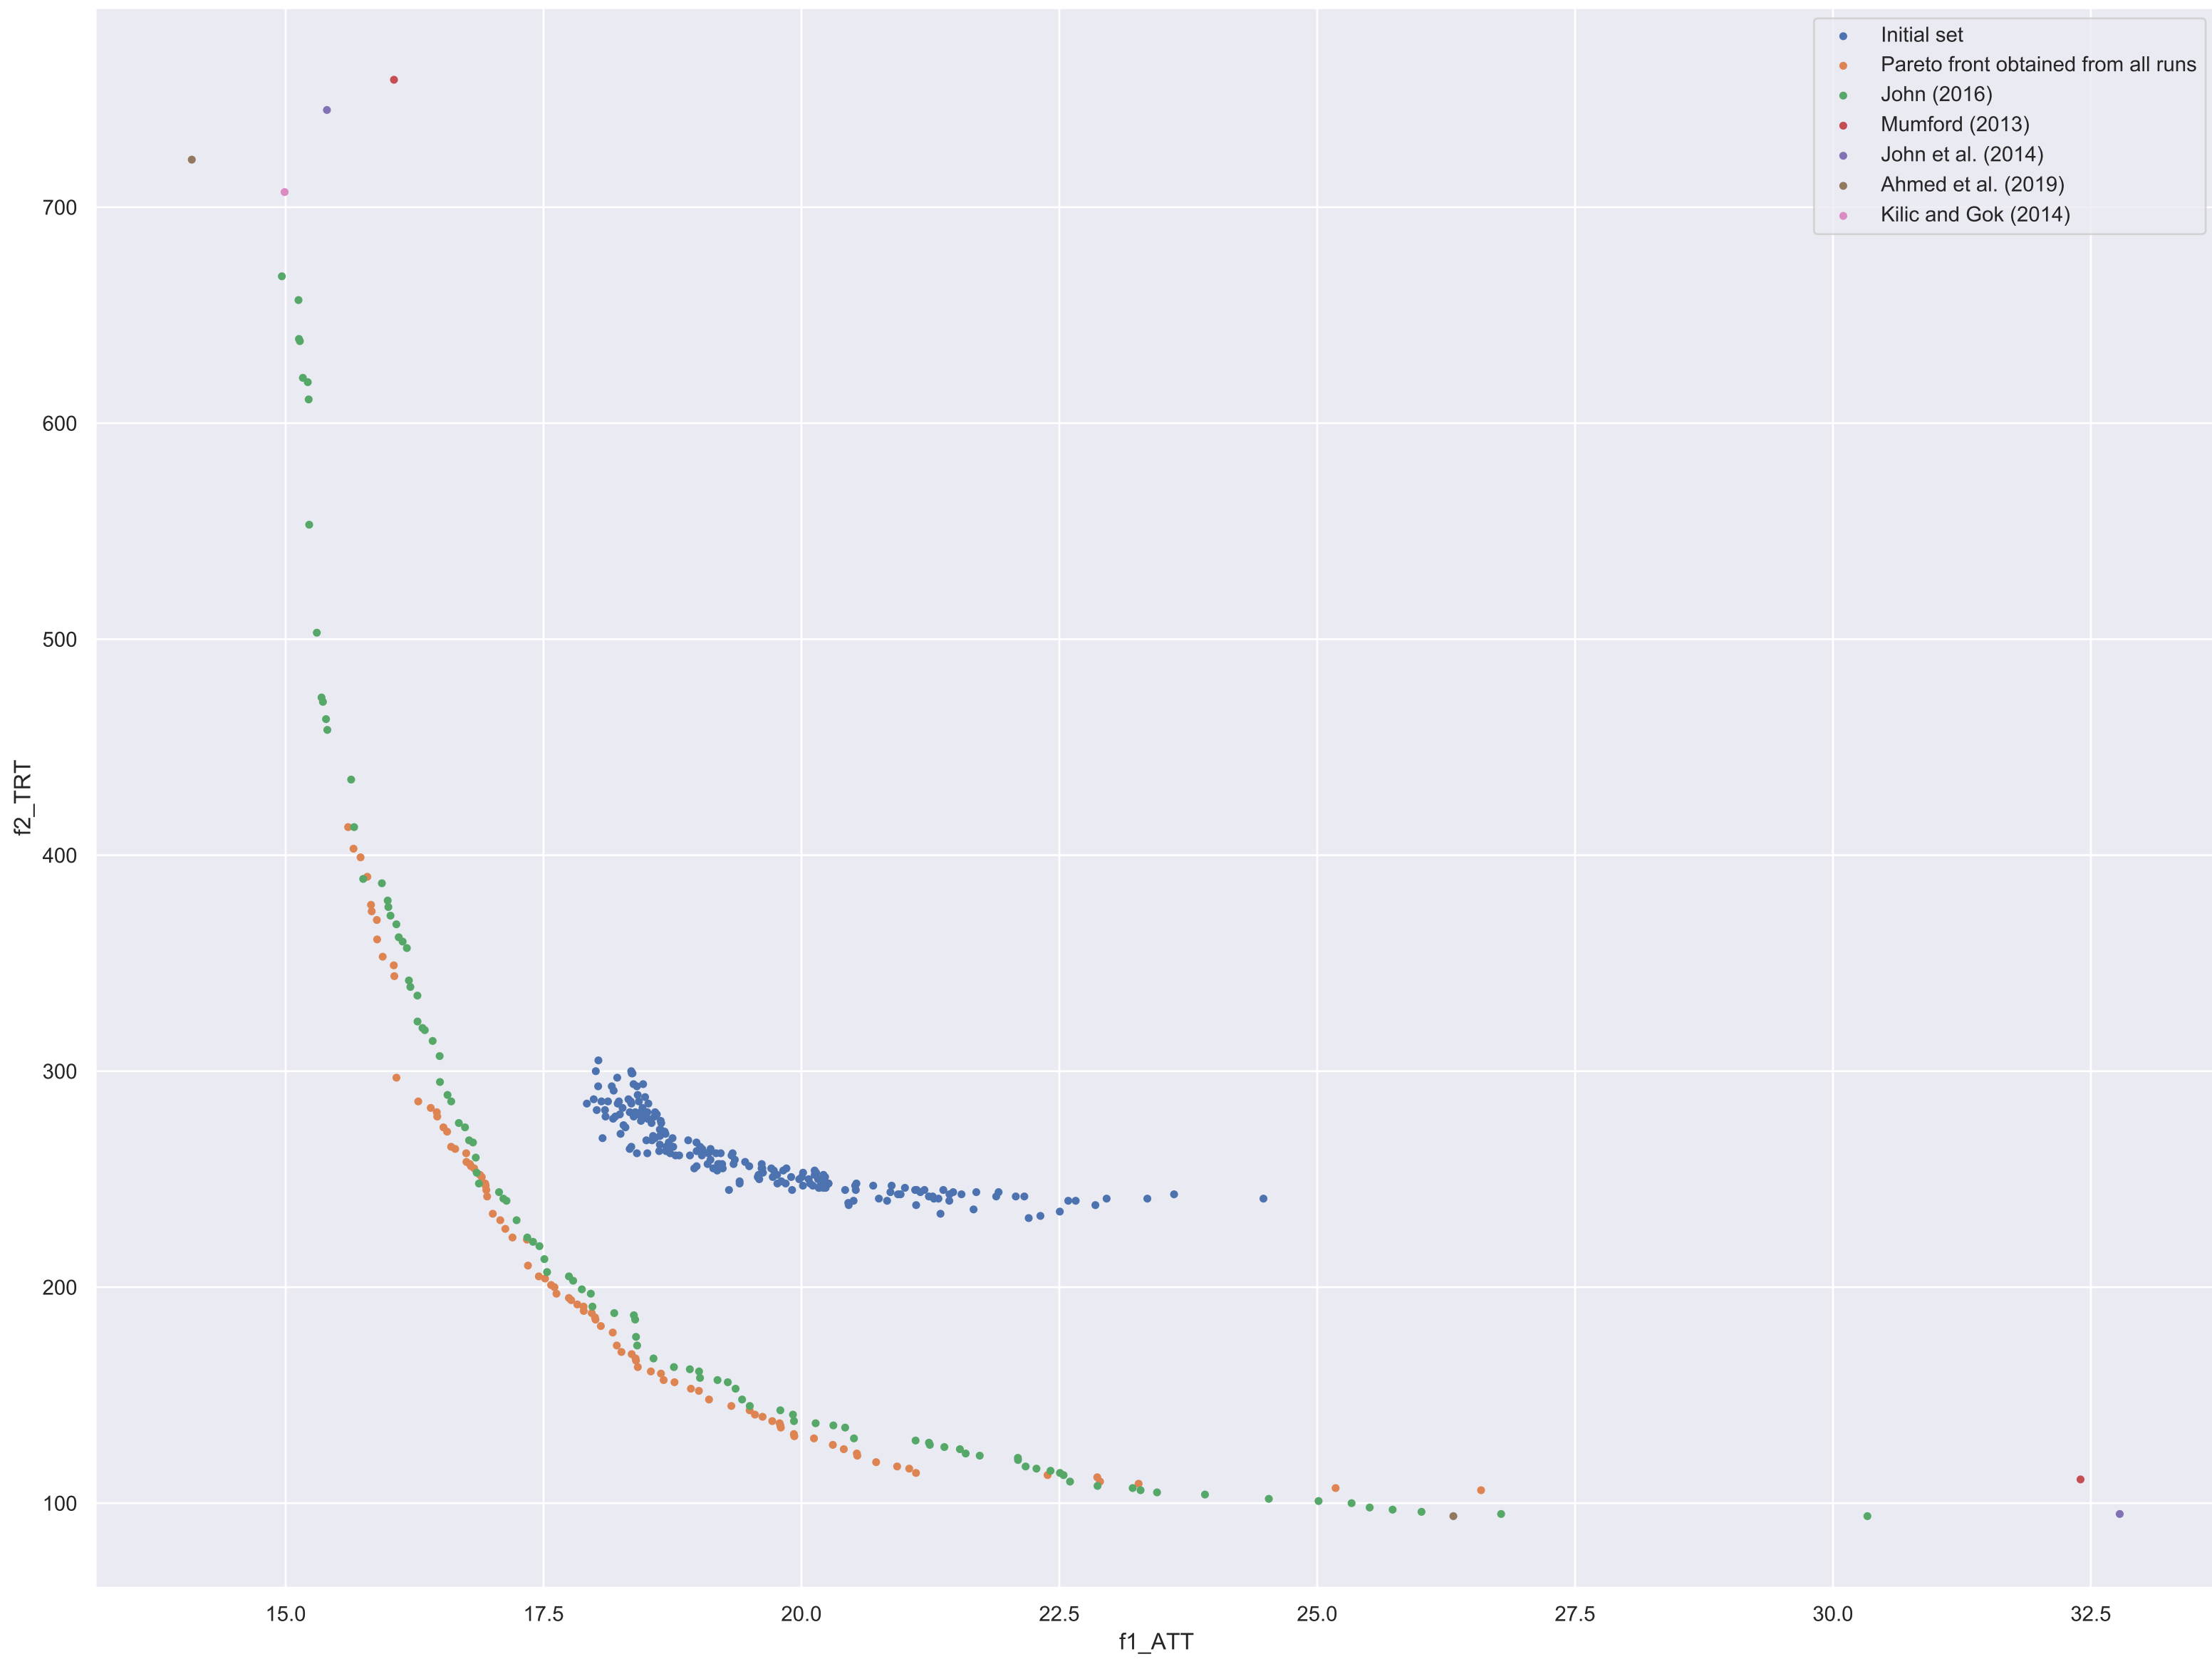 Initial set
Pareto front obtained from all runs
John (2016)
Mumford (2013)
John et al. (2014)
Ahmed et al. (2019)
Kilic and Gok (2014)
700
600
500
400
300
200
100
f2_TRT
15.0 17.5 20.0 22.5 25.0 27.5 30.0 32.5
f1_ATT